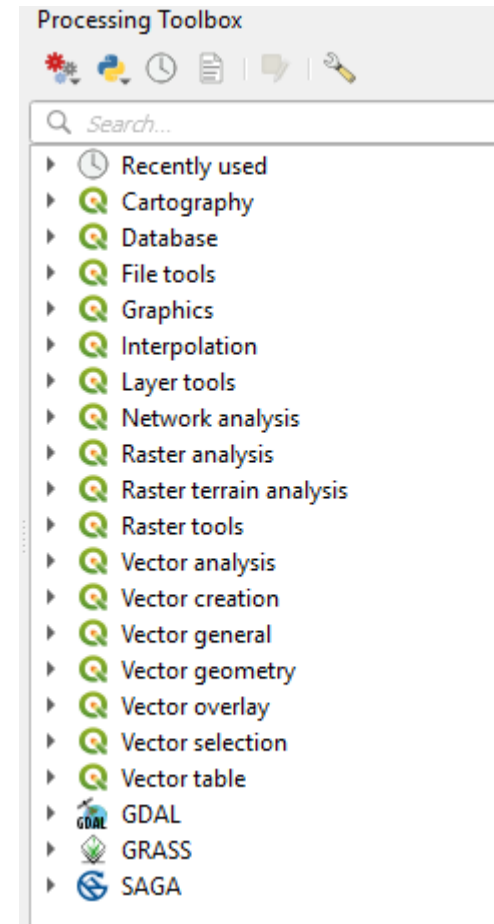 Processing Toolbox
Search...
Recently used
Cartography
Database
File tools
Graphics
Interpolation
Layer tools
Network analysis
Raster analysis
Raster terrain analysis
Raster tools
Vector analysis
Vector creation
Vector general
Vector geometry
Vector overlay
Vector selection
Vector table
GDAL GDAL
GRASS
SAGA